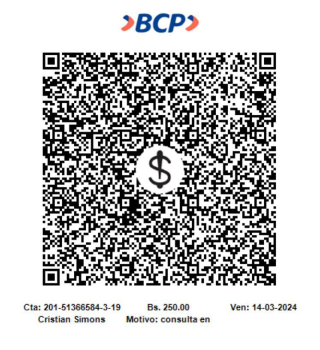 BCP
$
Cta: 201-51366584-3-19 Bs. 250.00 Ven: 14-03-2024
Cristian Simons Motivo: consulta en